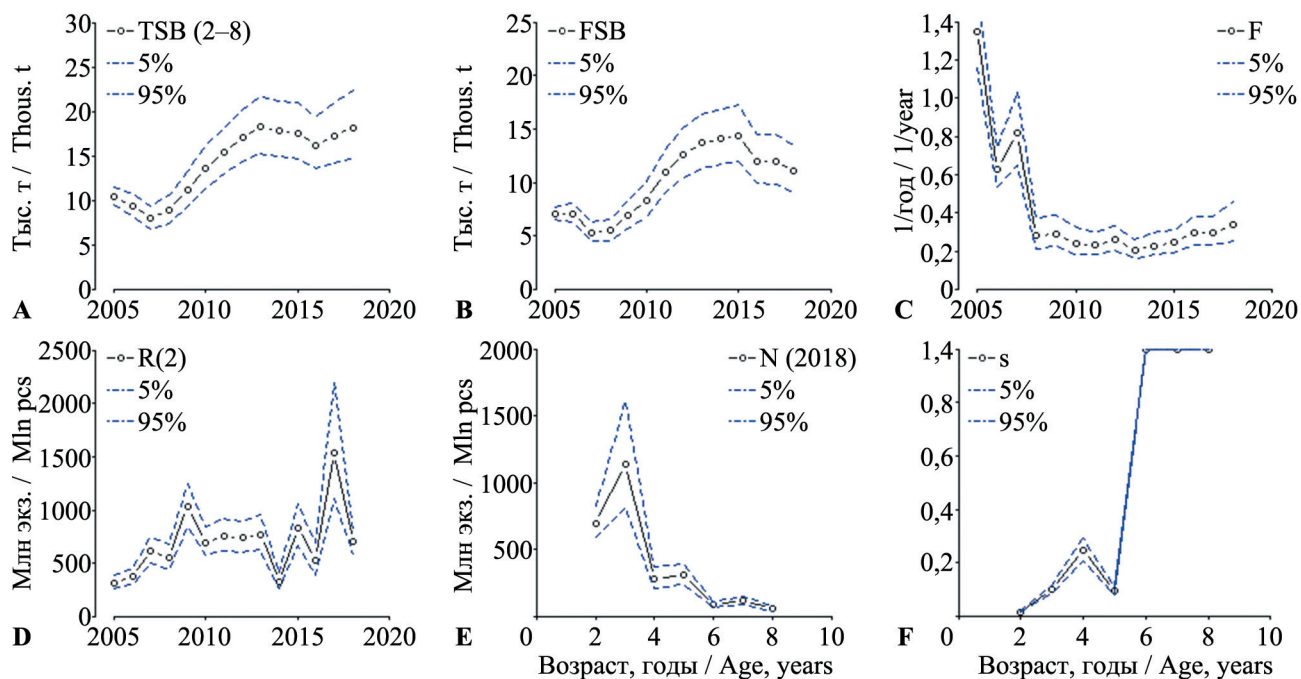 TSB (2–8)
5%
95%
Тыс. т / Thous. t
30
25
20
15
10
5
0
2005 2010 2015 2020
A
FSB
5%
95%
Тыс. т / Thous. t
25
20
15
10
5
0
2005 2010 2015 2020
B
F
5%
95%
1/год / 1/year
1,4
1,2
1,0
0,8
0,6
0,4
0,2
0
2005 2010 2015 2020
C
R(2)
5%
95%
Млн экз. / Mln pcs
2500
2000
1500
1000
500
0
2005 2010 2015 2020
D
N (2018)
5%
95%
Млн экз. / Mln pcs
2000
1500
1000
500
0 2 4 6 8 10
E
Возраст, годы / Age, years
s
5%
95%
1,4
0,8
0,6
0,4
0,2
0 2 4 6 8 10
F
Возраст, годы / Age, years